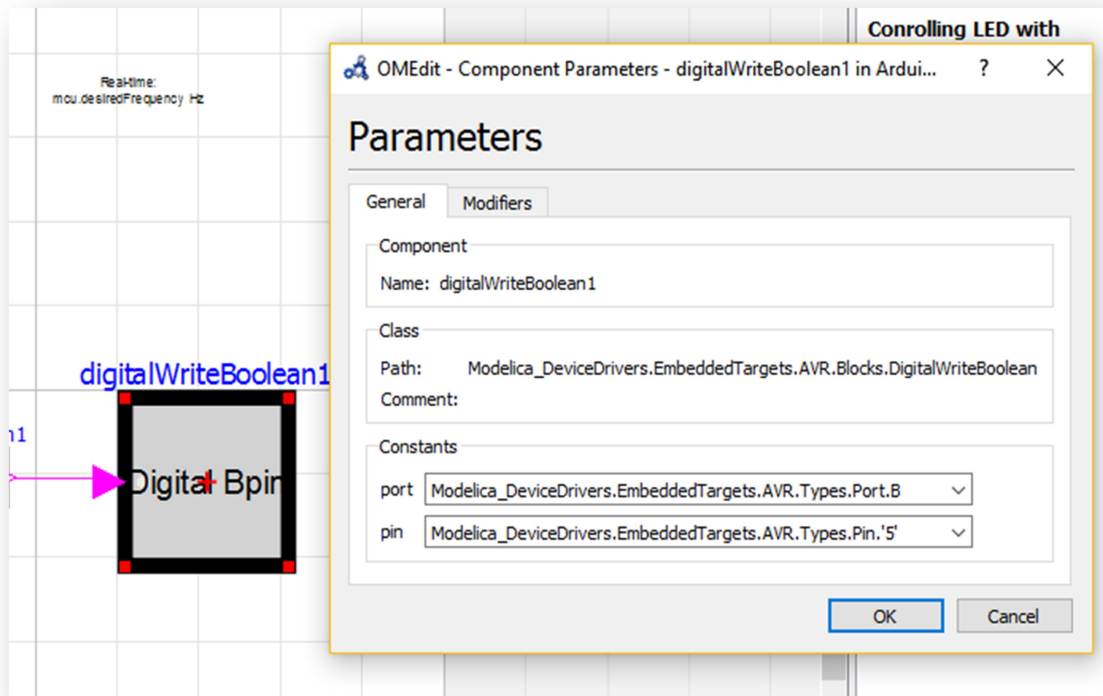 Conrolling LED with
Real-time:
mcu.desiredFrequency Hz
OMEdit - Component Parameters - digitalWriteBoolean1 in Ardui... ?
Parameters
General Modifiers
Component
Name: digitalWriteBoolean1
Class
Path: Modelica_DeviceDrivers.EmbeddedTargets.AVR.Blocks.DigitalWriteBoolean
Comment:
Constants
port Modelica_DeviceDrivers.EmbeddedTargets.AVR.Types.Port.B
pin Modelica_DeviceDrivers.EmbeddedTargets.AVR.Types.Pin.'5'
OK Cancel
digitalWriteBoolean1
n1
Digital Bpin